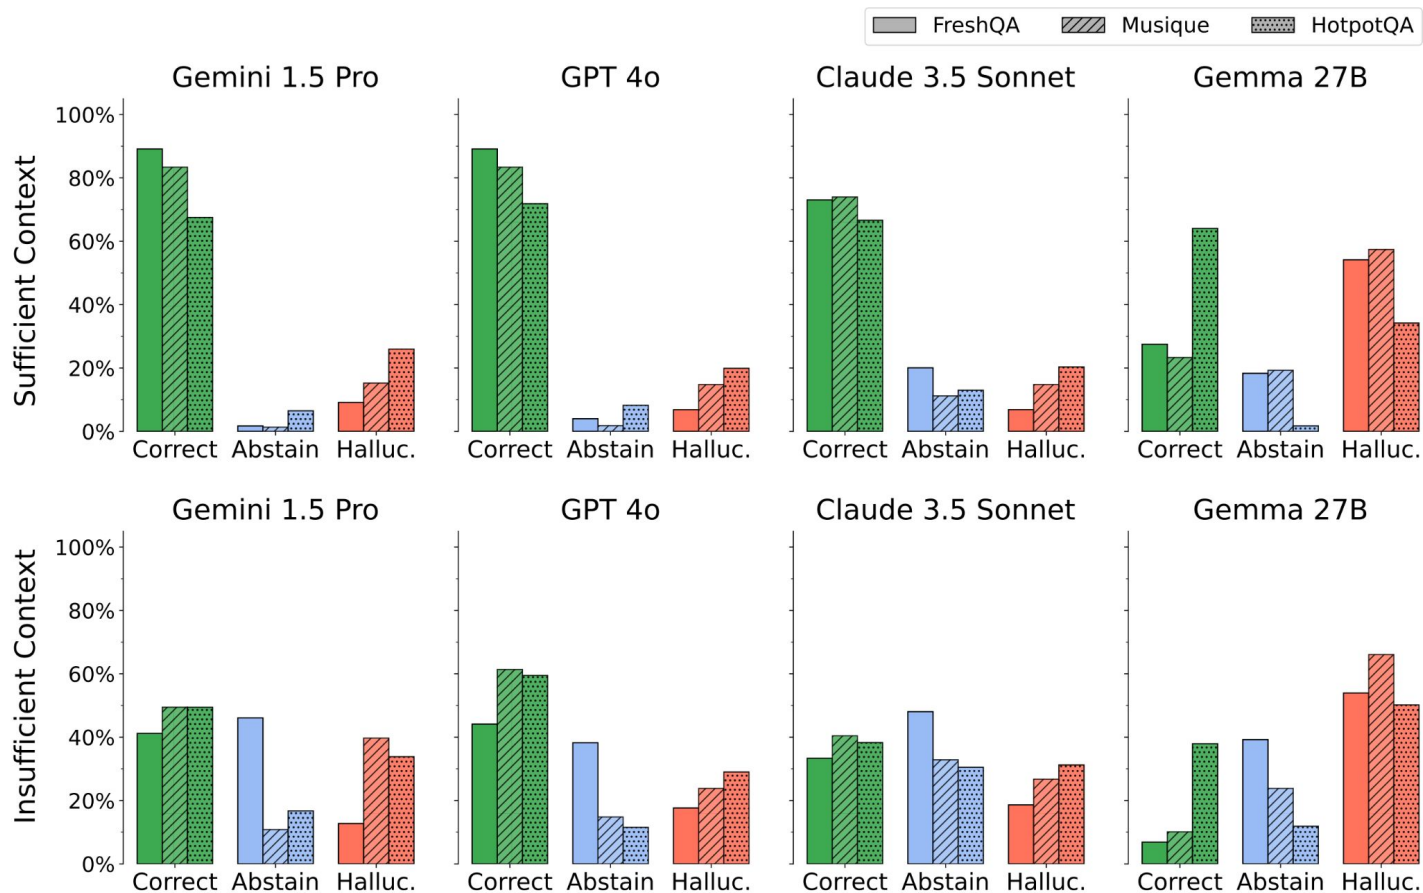 FreshQA Musique HotpotQA
Gemini 1.5 Pro GPT 4o Claude 3.5 Sonnet Gemma 27B
Sufficient Context
100%
80%
60%
40%
20%
0%
Correct Abstain Halluc. Correct Abstain Halluc. Correct Abstain Halluc. Correct Abstain Halluc.
Gemini 1.5 Pro GPT 4o Claude 3.5 Sonnet Gemma 27B
Insufficient Context
100%
80%
60%
40%
20%
0%
Correct Abstain Halluc. Correct Abstain Halluc. Correct Abstain Halluc. Correct Abstain Halluc.